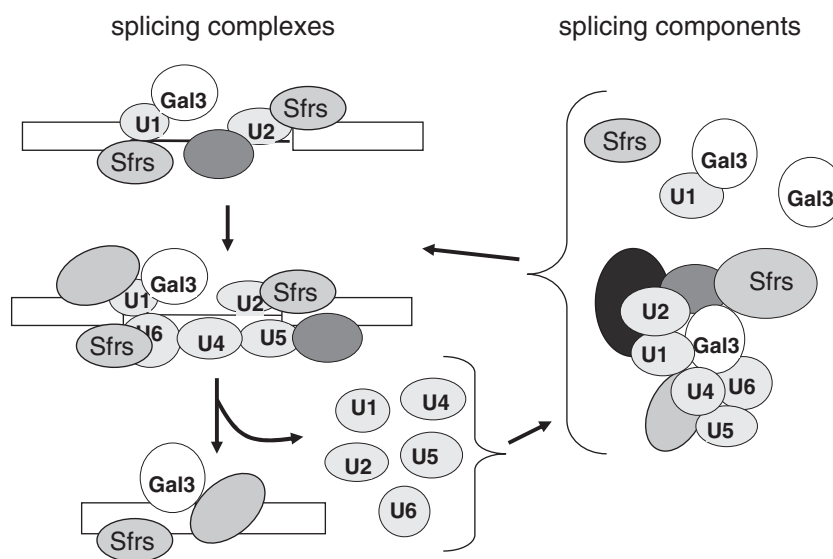 splicing complexes
splicing components
Gal3
Sfrs
U1
U2
Sfrs
Sfrs
Gal3
U1
Gal3
Gal3
U1
U2
Sfrs
Sfrs
U6
U4
U5
Sfrs
U2
U1
Gal3
U4
U6
U5
U1
U4
U2
U5
U6
Gal3
Sfrs